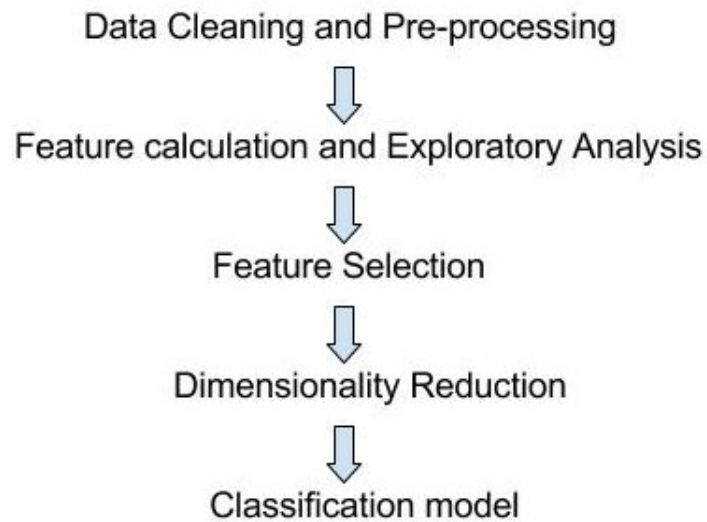 Data Cleaning and Pre-processing
Feature calculation and Exploratory Analysis
Feature Selection
Dimensionality Reduction
Classification model